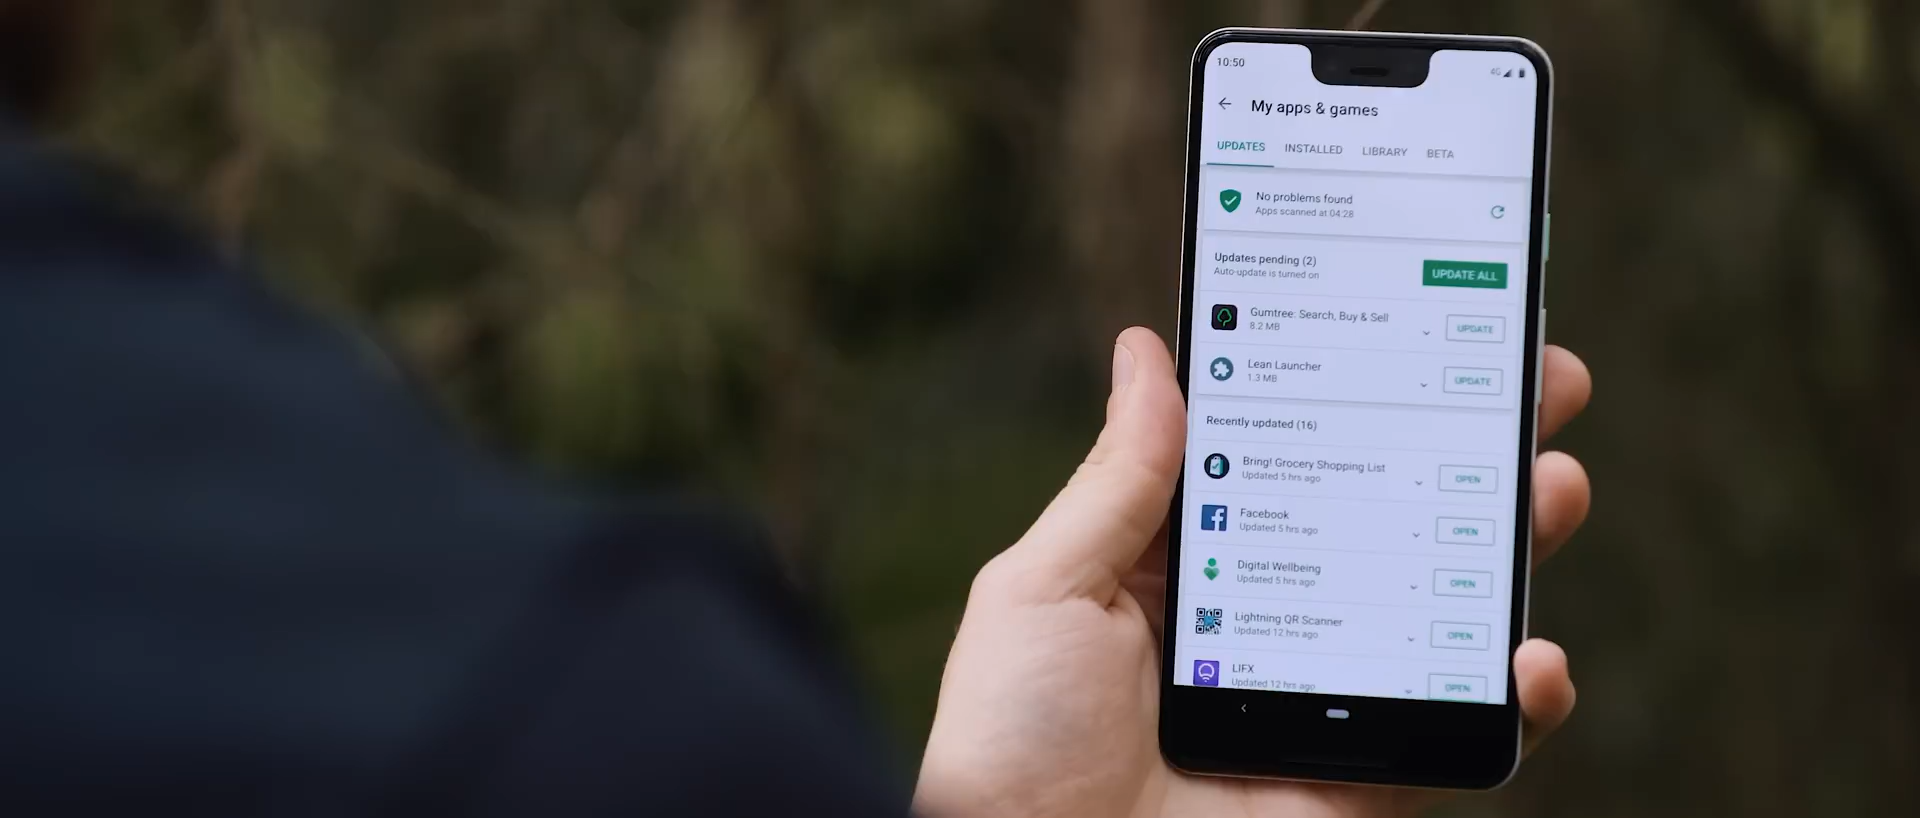 10:50
4G
My apps & games
UPDATES INSTALLED LIBRARY BETA
No problems found
Apps scanned at 04:28
Updates pending (2)
Auto-update is turned on
UPDATE ALL
Gumtree: Search, Buy & Sell
8.2 MB
UPDATE
Lean Launcher
1.3 MB
UPDATE
Recently updated (16)
Bring! Grocery Shopping List
Updated 5 hrs ago
OPEN
Facebook
Updated 5 hrs ago
OPEN
Digital Wellbeing
Updated 5 hrs ago
OPEN
Lightning QR Scanner
Updated 12 hrs ago
OPEN
LIFX
Updated 12 hrs ago
OPEN